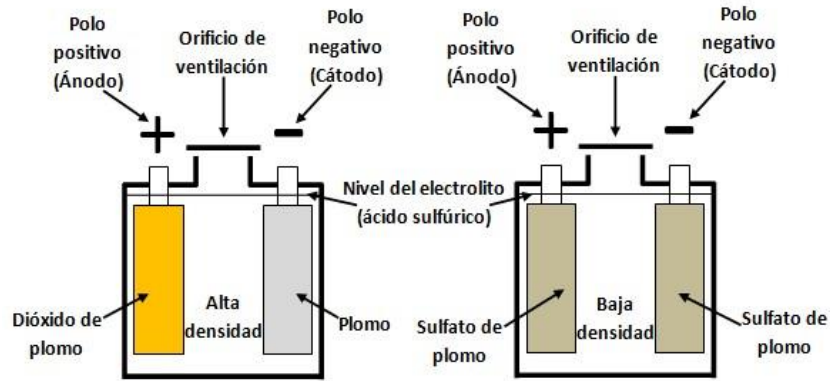 Polo
positivo
(Ánodo)
Orificio de
ventilación
Polo
negativo
(Cátodo)
+
-
Dióxido de
plomo
Alta
densidad
Plomo
Nivel del electrolito
(ácido sulfúrico)
Polo
positivo
(Ánodo)
Orificio de
ventilación
Polo
negativo
(Cátodo)
+
-
Sulfato de
plomo
Baja
densidad
Sulfato de
plomo